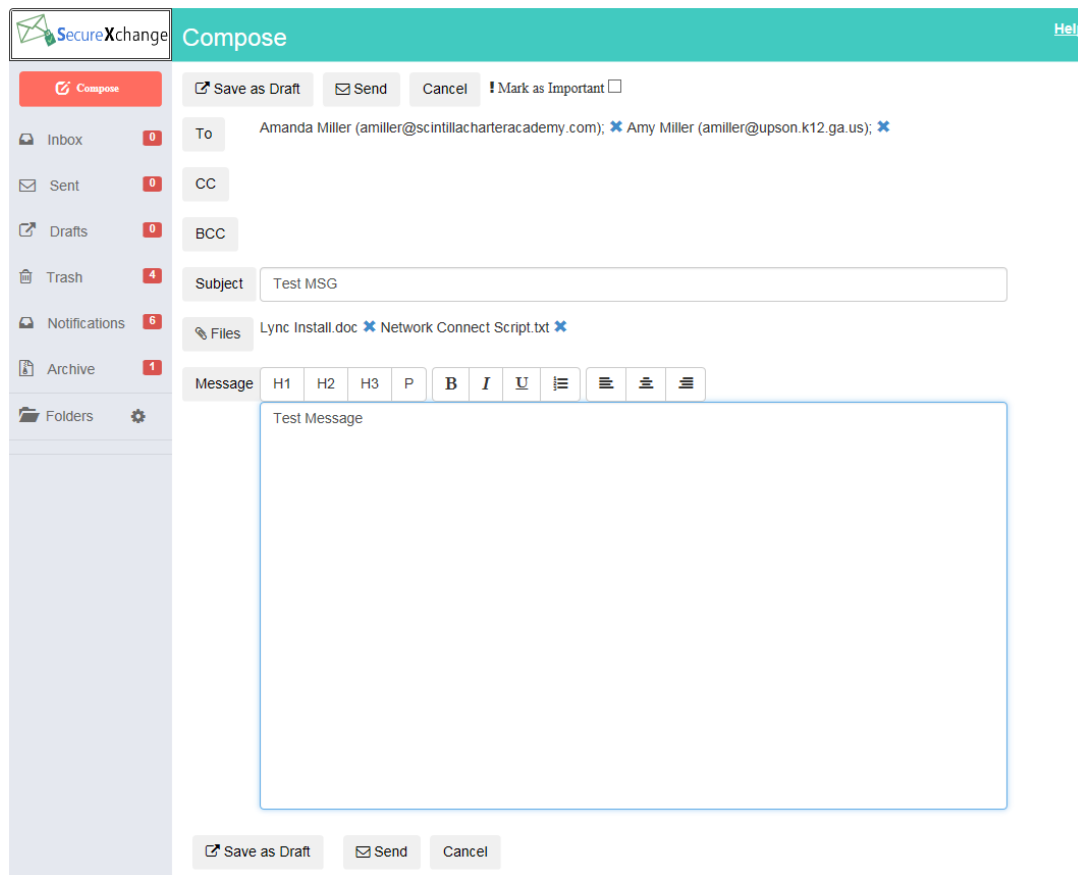 SecureXchange
Compose
Help
Compose
Inbox 0
Sent 0
Drafts 0
Trash 4
Notifications 6
Archive 1
Folders
Save as Draft Send Cancel ! Mark as Important
To Amanda Miller (amiller@scintillacharteracademy.com); Amy Miller (amiller@upson.k12.ga.us);
CC
BCC
Subject Test MSG
Files Lync Install.doc Network Connect Script.txt
Message H1 H2 H3 P B I U
Test Message
Save as Draft Send Cancel